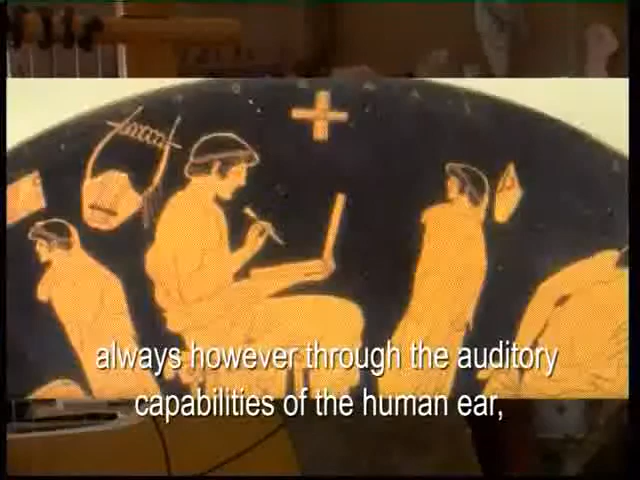 always however through the auditory
capabilities of the human ear,